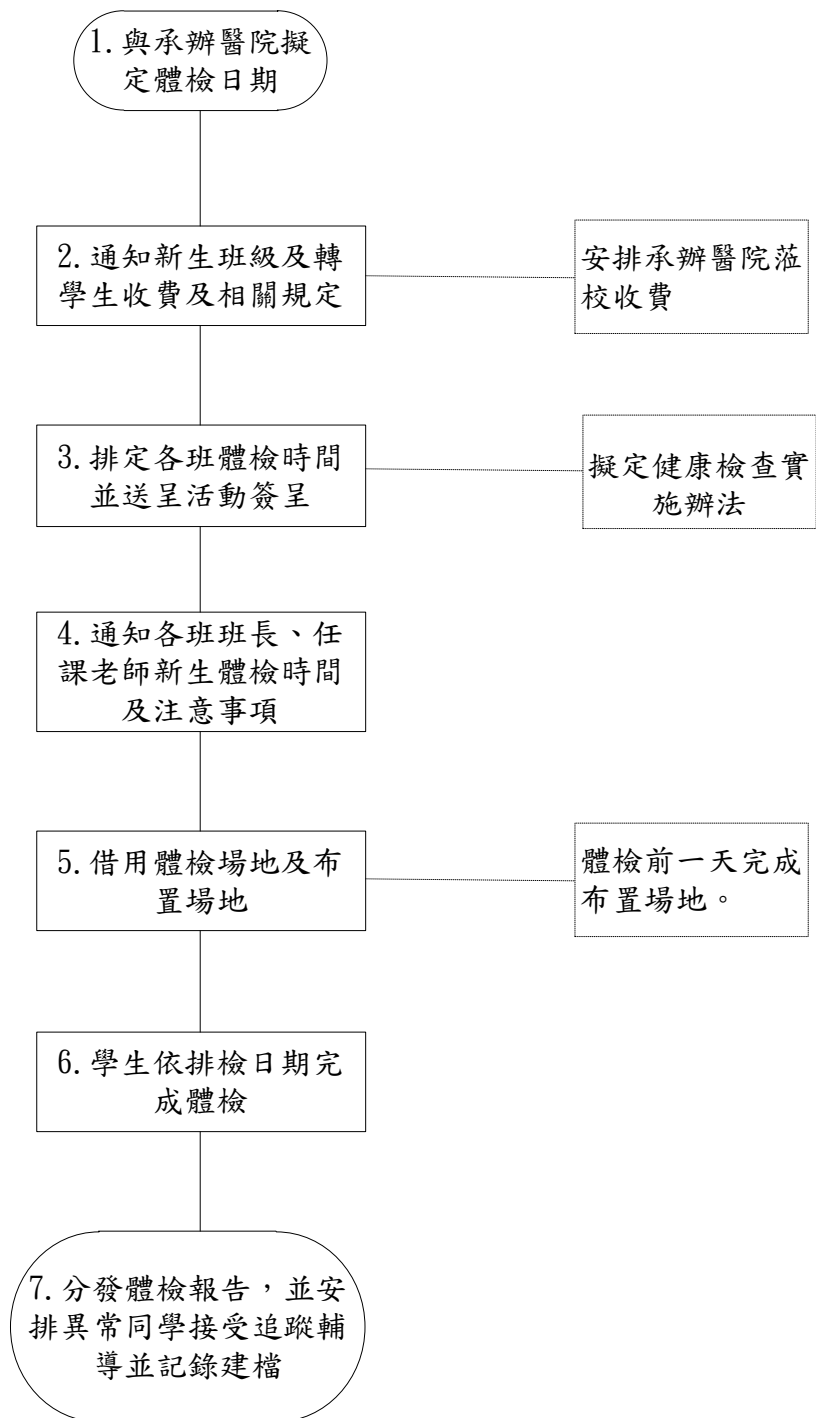 1.與承辦醫院擬
定體檢日期
2.通知新生班級及轉
學生收費及相關規定
安排承辦醫院蒞
校收費
3.排定各班體檢時間
並送呈活動簽呈
擬定健康檢查實
施辦法
4.通知各班班長、任
課老師新生體檢時間
及注意事項
5.借用體檢場地及布
置場地
體檢前一天完成
布置場地。
6.學生依排檢日期完
成體檢
7.分發體檢報告，並安
排異常同學接受追蹤輔
導並記錄建檔